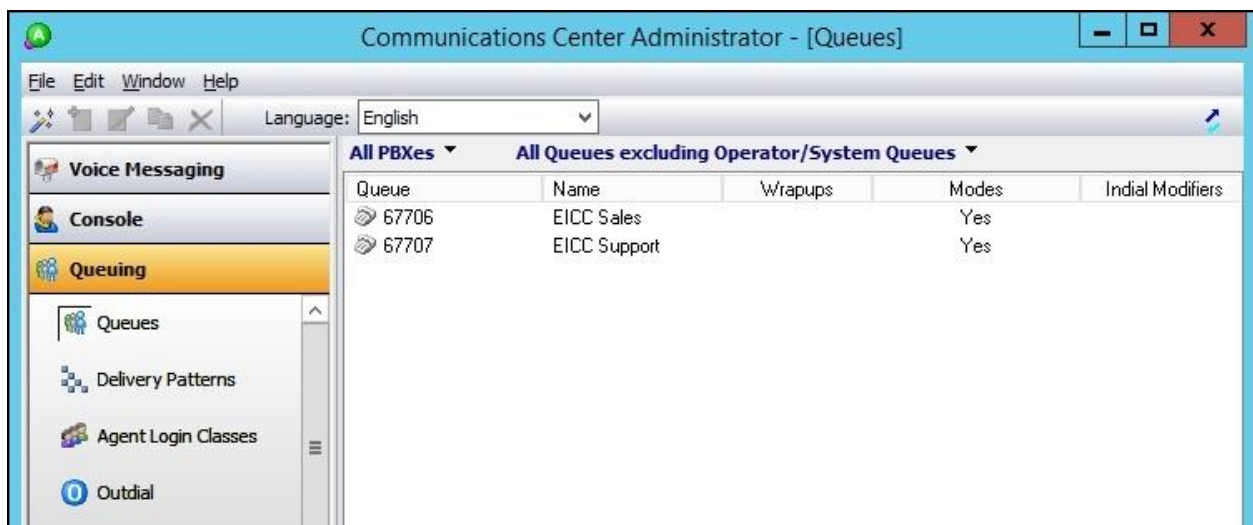 Communications Center Administrator - [Queues]
File Edit Window Help
Language: English
Voice Messaging
Console
Queuing
Queues
Delivery Patterns
Agent Login Classes
Outdial
All PBXes All Queues excluding Operator/System Queues
Queue Name Wrapups Modes Indial Modifiers
67706 EICC Sales Yes
67707 EICC Support Yes